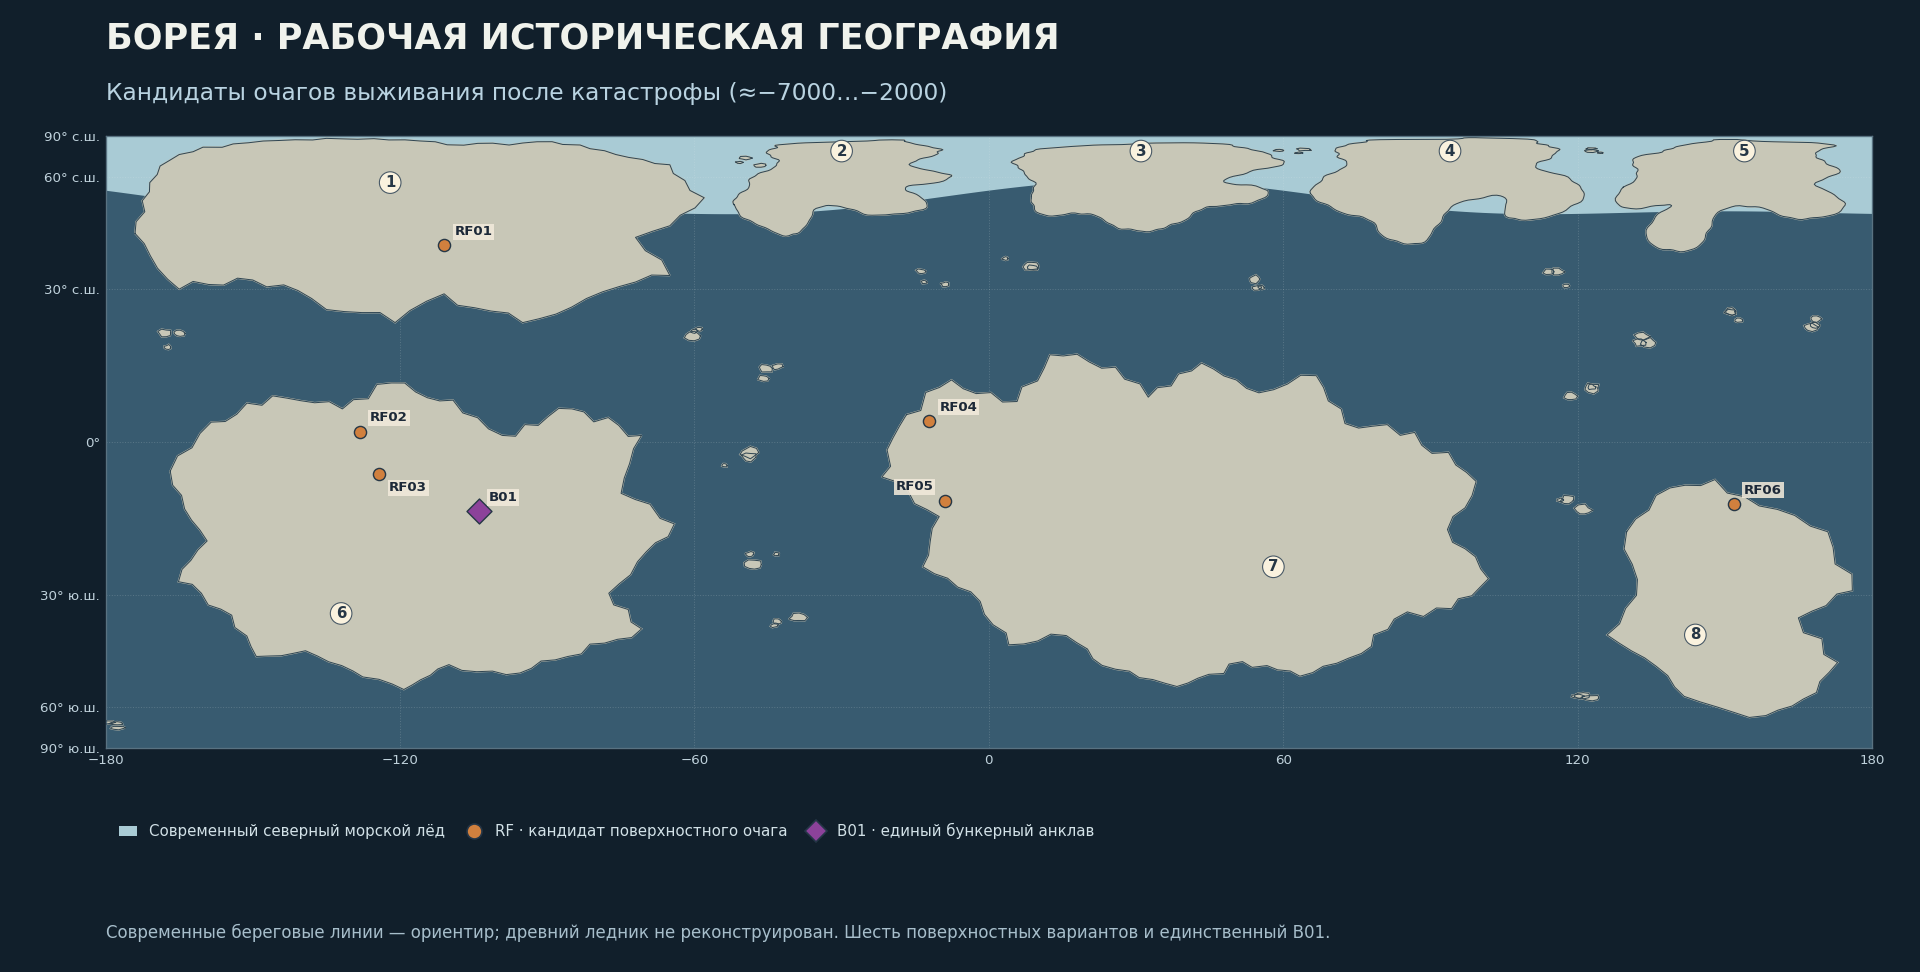 БОРЕЯ · РАБОЧАЯ ИСТОРИЧЕСКАЯ ГЕОГРАФИЯ
Кандидаты очагов выживания после катастрофы (≈−7000…−2000)
90° с.ш.
2
3
4
5
60° с.ш.
1
RF01
30° с.ш.
RF02
RF04
0°
RF03
B01
RF05
RF06
7
30° ю.ш.
6
8
60° ю.ш.
90° ю.ш.
−180
−120
−60
0
60
120
180
Современный северный морской лёд
RF · кандидат поверхностного очага
B01 · единый бункерный анклав
Современные береговые линии — ориентир; древний ледник не реконструирован. Шесть поверхностных вариантов и единственный B01.